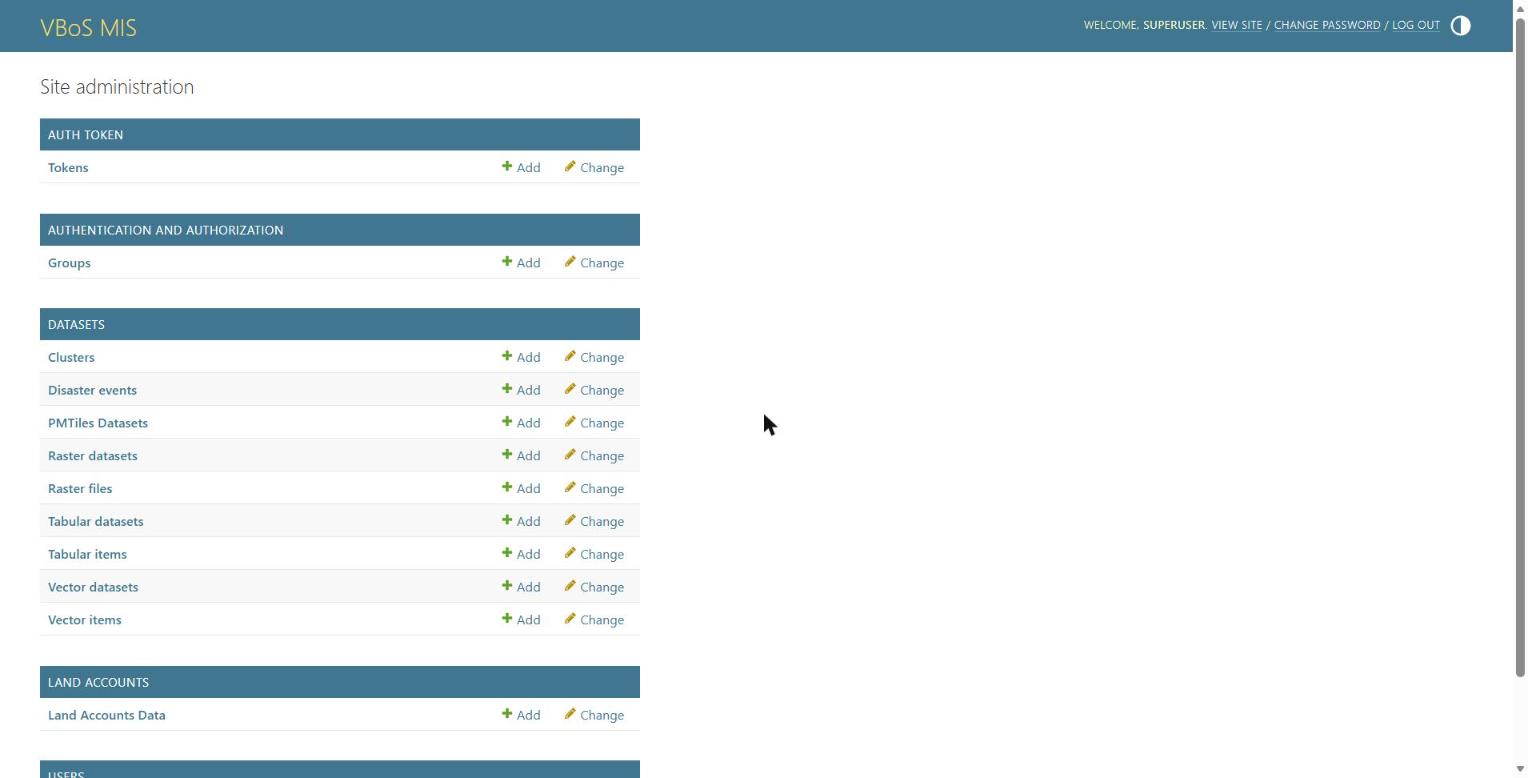 VBoS MIS
WELCOME, SUPERUSER. VIEW SITE / CHANGE PASSWORD / LOG OUT
Site administration
AUTH TOKEN
Tokens Add Change
AUTHENTICATION AND AUTHORIZATION
Groups Add Change
DATASETS
Clusters Add Change
Disaster events Add Change
PMTiles Datasets Add Change
Raster datasets Add Change
Raster files Add Change
Tabular datasets Add Change
Tabular items Add Change
Vector datasets Add Change
Vector items Add Change
LAND ACCOUNTS
Land Accounts Data Add Change
USERS